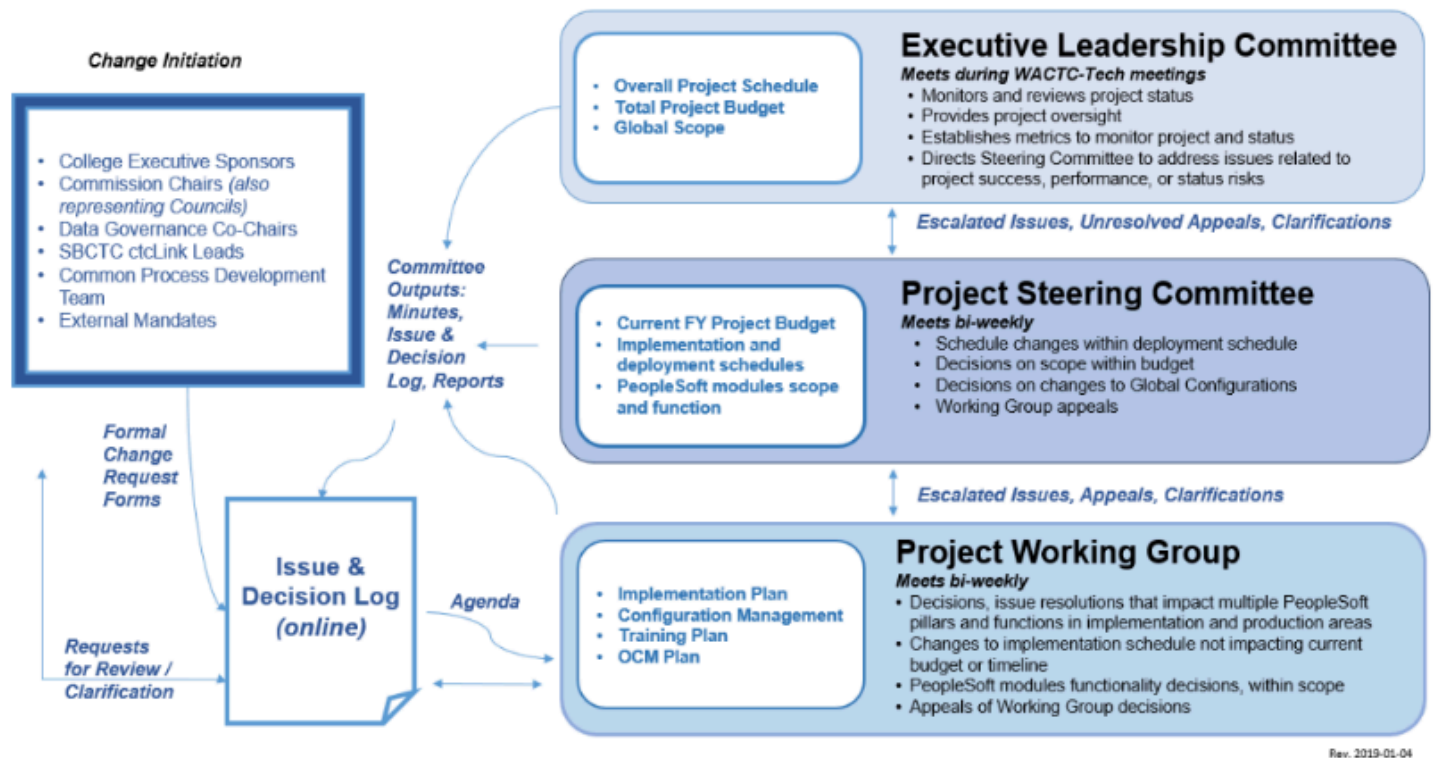 Change Initiation
• College Executive Sponsors
• Commission Chairs (also
representing Councils)
• Data Governance Co-Chairs
• SBCTC ctcLink Leads
• Common Process Development
Team
• External Mandates
Formal
Change
Request
Forms
Requests
for Review /
Clarification
Issue &
Decision Log
(online)
Agenda
Committee
Outputs:
Minutes,
Issue &
Decision
Log, Reports
• Overall Project Schedule
• Total Project Budget
• Global Scope
Executive Leadership Committee
Meets during WACTC-Tech meetings
• Monitors and reviews project status
• Provides project oversight
• Establishes metrics to monitor project and status
• Directs Steering Committee to address issues related to
project success, performance, or status risks
Escalated Issues, Unresolved Appeals, Clarifications
• Current FY Project Budget
• Implementation and
deployment schedules
• PeopleSoft modules scope
and function
Project Steering Committee
Meets bi-weekly
• Schedule changes within deployment schedule
• Decisions on scope within budget
• Decisions on changes to Global Configurations
• Working Group appeals
Escalated Issues, Appeals, Clarifications
• Implementation Plan
• Configuration Management
• Training Plan
• OCM Plan
Project Working Group
Meets bi-weekly
• Decisions, issue resolutions that impact multiple PeopleSoft
pillars and functions in implementation and production areas
• Changes to implementation schedule not impacting current
budget or timeline
• PeopleSoft modules functionality decisions, within scope
• Appeals of Working Group decisions
Rev. 2019-01-04